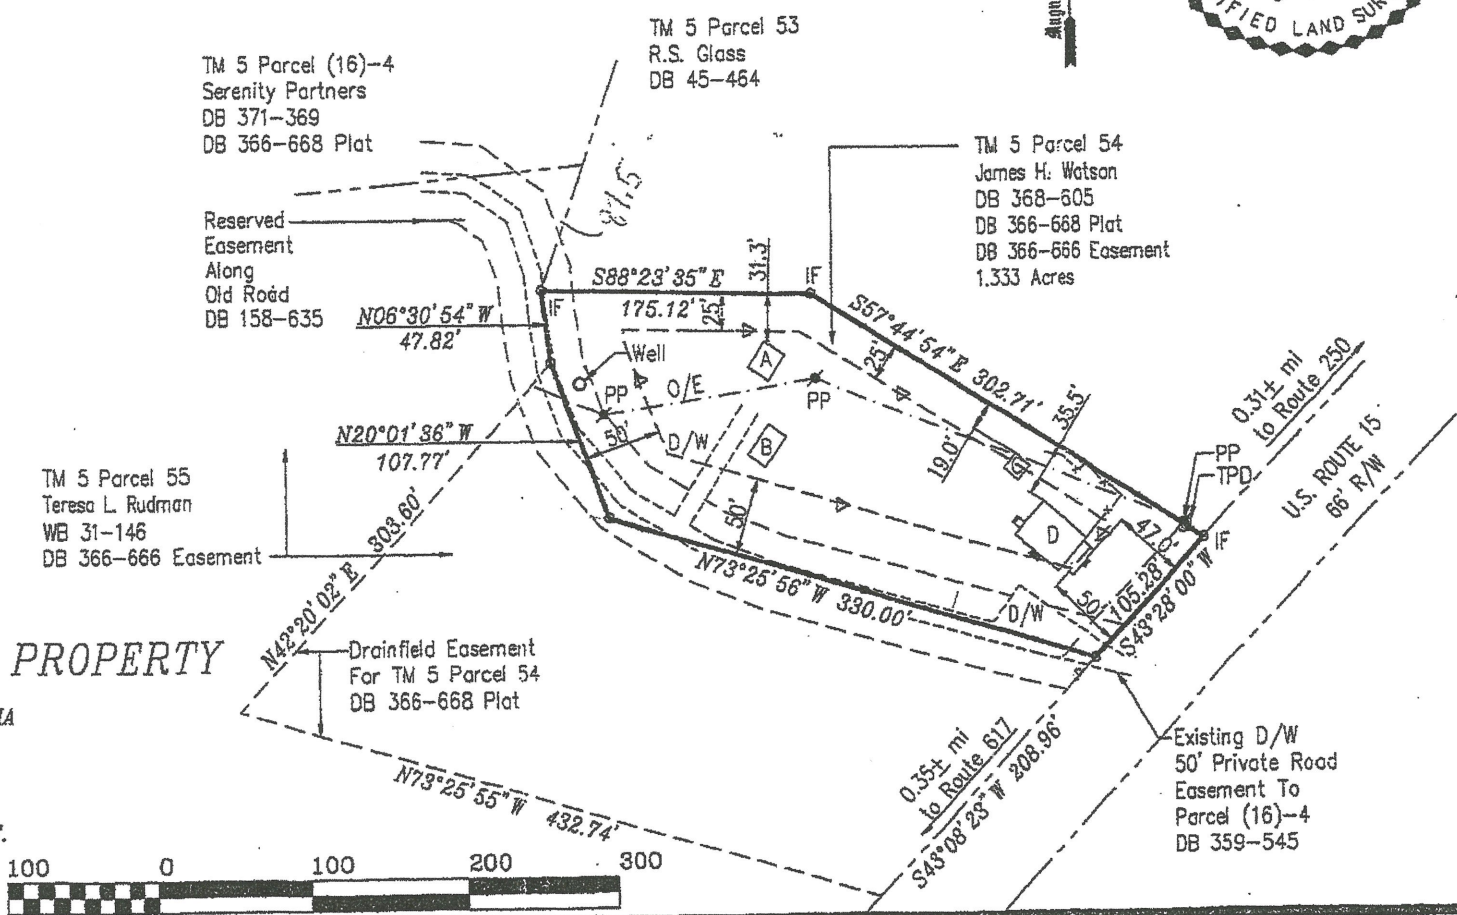 TM 5 Parcel 53
R.S. Glass
DB 45-464
IFIED LAND SUR
TM 5 Parcel (16)-4
Serenity Partners
DB 371-369
DB 366-668 Plat
81.5
TM 5 Parcel 54
James H. Watson
DB 368-605
DB 366-668 Plat
DB 366-666 Easement
1.333 Acres
Reserved
Easement
Along
Old Road
DB 158-635
N06°30'54" W
47.82'
IF
S88°23'35" E
175.12'
25'
31.3'
IF
S57°44'54" E 302.71'
25'
Well
PP
O/E
A
PP
B
D/W
50'
N20°01'36" W
107.77'
19.0'
35.5'
G
0.31± mi
to Route 250
PP
TPD
IF
U.S. ROUTE 15
66' R/W
TM 5 Parcel 55
Teresa L. Rudman
WB 31-146
DB 366-666 Easement
N42°20'02" E 303.60'
50'
D
47.0'
50'
105.28'
S43°28'00" W
N73°25'56" W 330.00'
D/W
PROPERTY
Drainfield Easement
For TM 5 Parcel 54
DB 366-668 Plat
N73°25'55" W 432.74'
0.35± mi
to Route 617
S43°08'23" W 208.96'
Existing D/W
50' Private Road
Easement To
Parcel (16)-4
DB 359-545
100 0 100 200 300